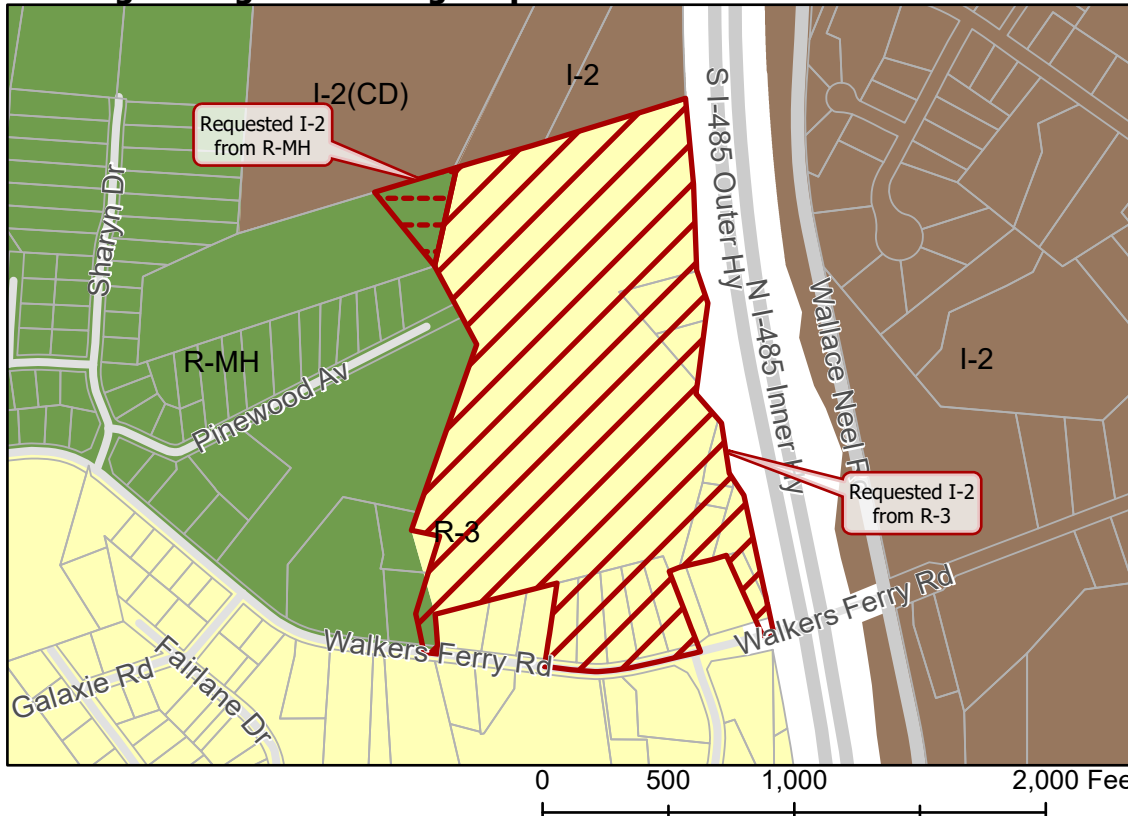 I-2(CD)
I-2
Requested I-2
from R-MH
S I-485 Outer Hy
N I-485 Inner Hy
Sharyn Dr
Wallace Neel
I-2
R-MH
Pinewood Av
Requested I-2
from R-3
R-3
Walkers Ferry Rd
Walkers Ferry Rd
Galaxie Rd
Fairlane Dr
0 500 1,000 2,000 Fee